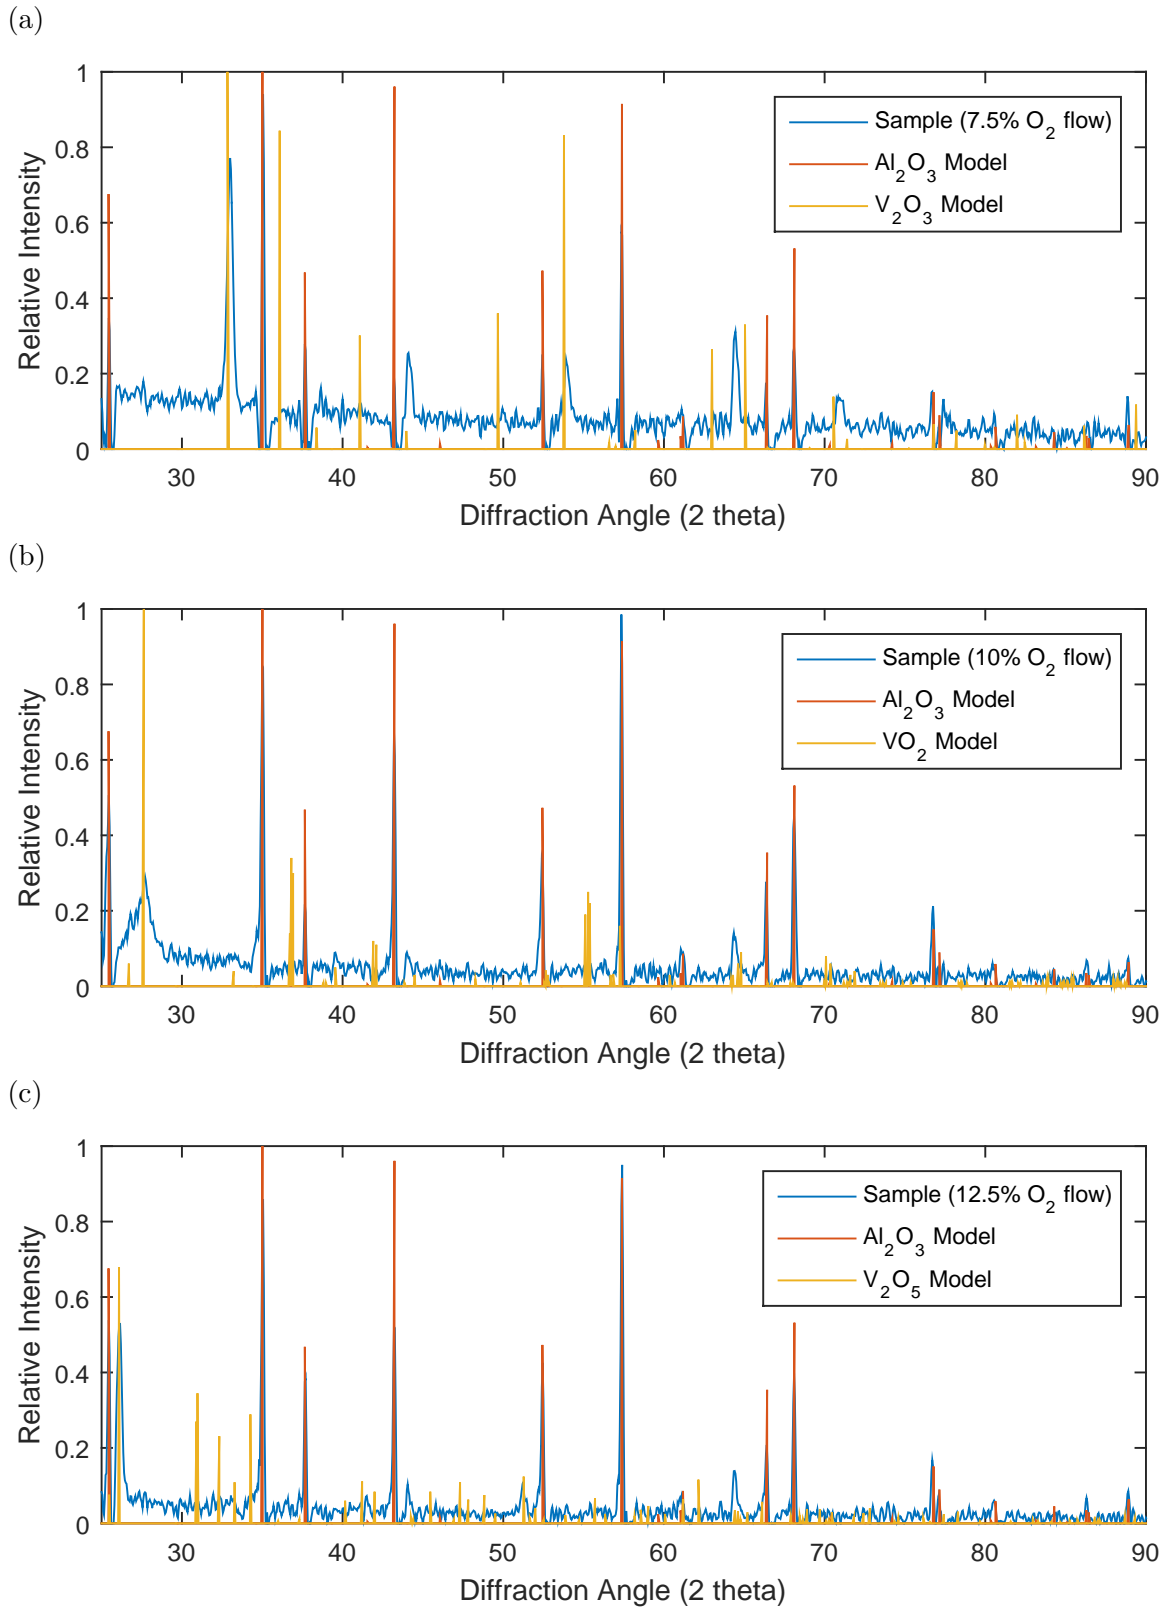 (a)
1
0.8
0.6
0.4
0.2
0
Relative Intensity
Sample (7.5% O2 flow)
Al2O3 Model
V2O3 Model
30 40 50 60 70 80 90
Diffraction Angle (2 theta)
(b)
1
0.8
0.6
0.4
0.2
0
Relative Intensity
Sample (10% O2 flow)
Al2O3 Model
VO2 Model
30 40 50 60 70 80 90
Diffraction Angle (2 theta)
(c)
1
0.8
0.6
0.4
0.2
0
Relative Intensity
Sample (12.5% O2 flow)
Al2O3 Model
V2O5 Model
30 40 50 60 70 80 90
Diffraction Angle (2 theta)